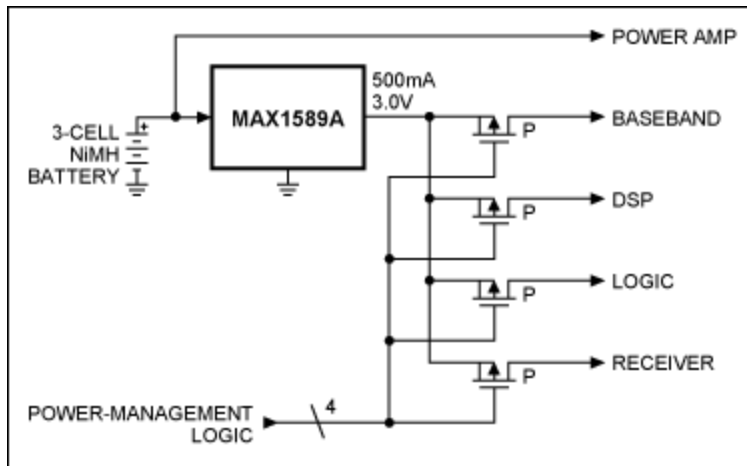 POWER AMP
500mA
3.0V
MAX1589A
3-CELL
NiMH
BATTERY
+
P
BASEBAND
P
DSP
P
LOGIC
P
RECEIVER
4
POWER-MANAGEMENT
LOGIC